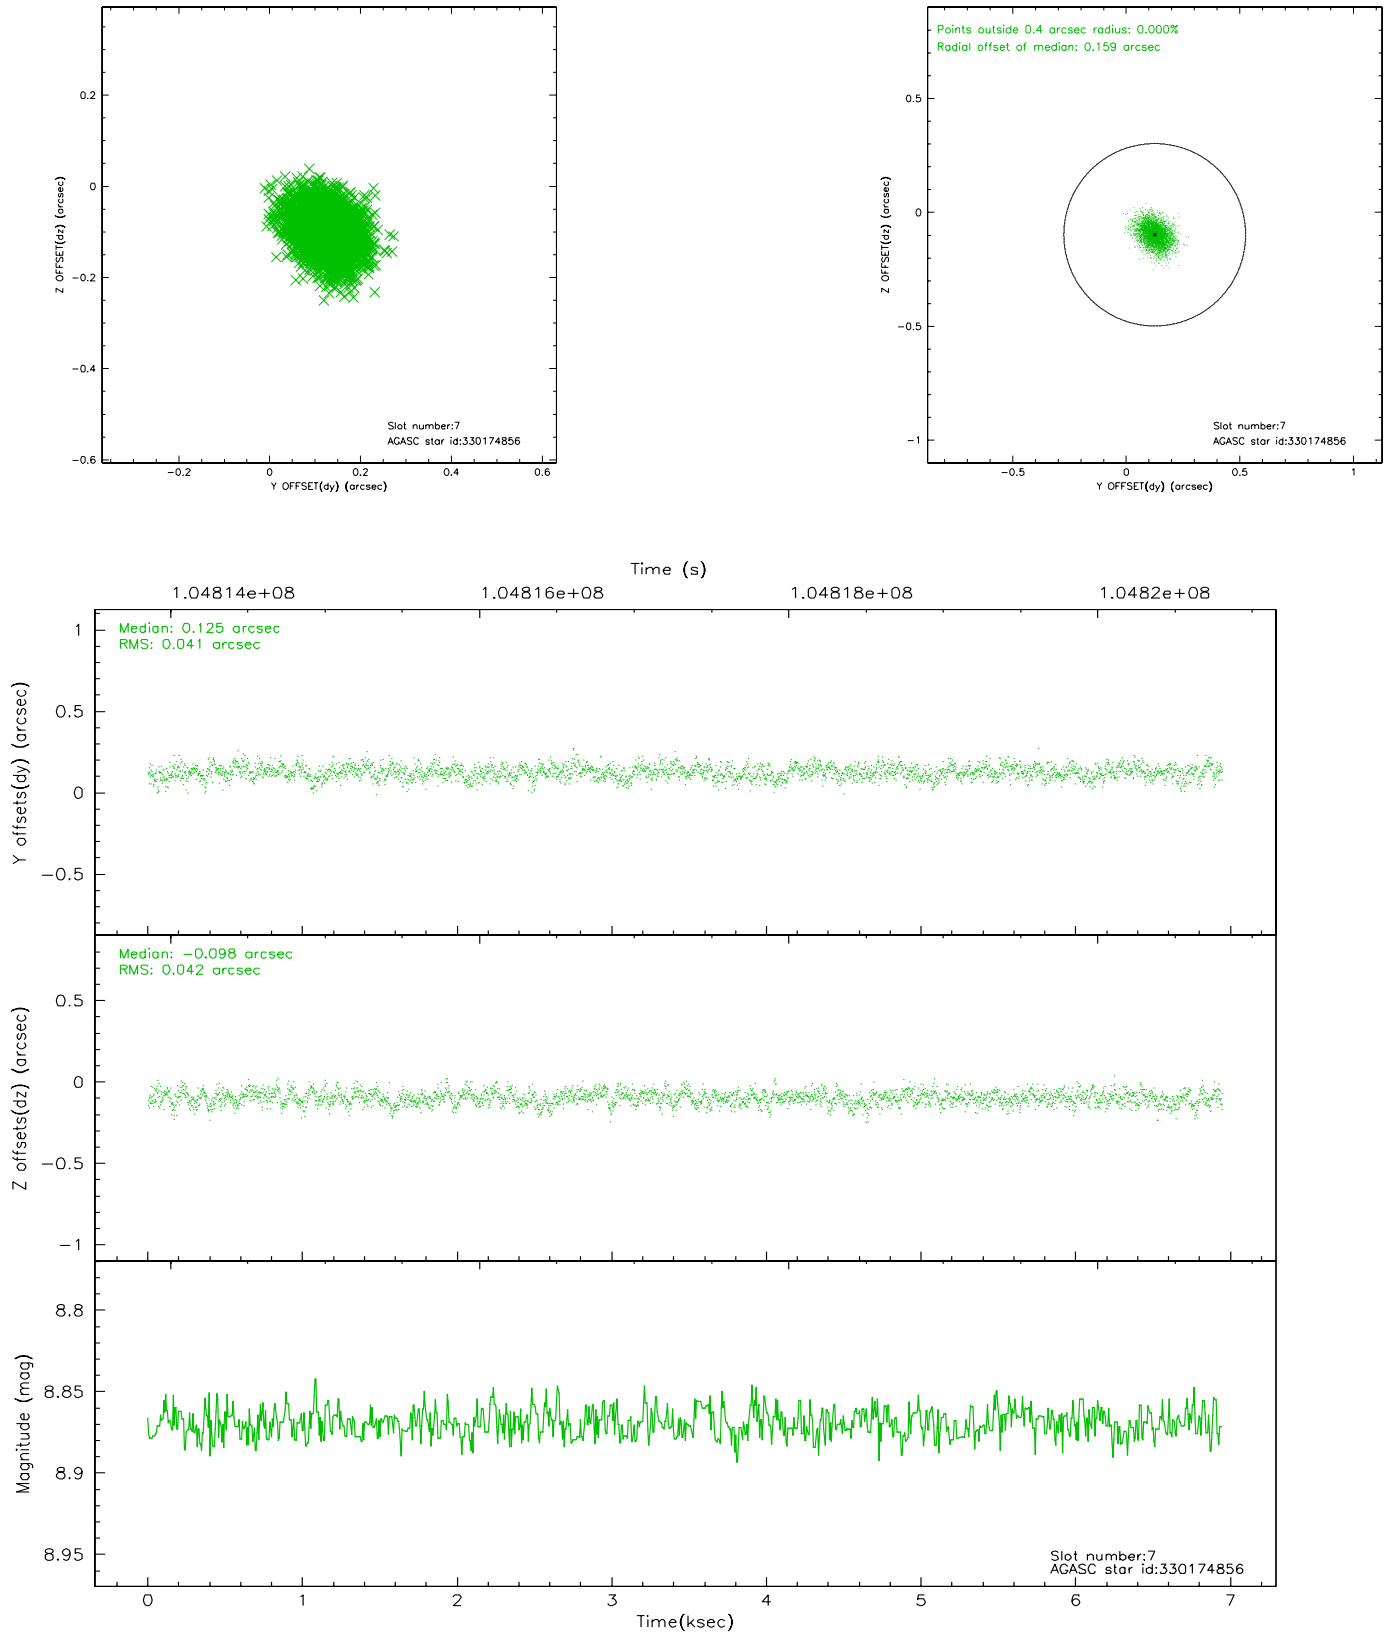 0.2
0
−0.2
−0.4
−0.6
Z OFFSET(dz) (arcsec)
Slot number:7
AGASC star id:330174856
−0.2 0 0.2 0.4 0.6
Y OFFSET(dy) (arcsec)
Points outside 0.4 arcsec radius: 0.000%
Radial offset of median: 0.159 arcsec
0.5
0
−0.5
−1
Z OFFSET(dz) (arcsec)
Slot number:7
AGASC star id:330174856
−0.5 0 0.5 1
Y OFFSET(dy) (arcsec)
Time (s)
1.04814e+08 1.04816e+08 1.04818e+08 1.0482e+08
Median: 0.125 arcsec
RMS: 0.041 arcsec
1
0.5
0
−0.5
Y offsets(dy) (arcsec)
Median: −0.098 arcsec
RMS: 0.042 arcsec
0.5
0
−0.5
−1
Z offsets(dz) (arcsec)
8.8
8.85
8.9
8.95
Magnitude (mag)
Slot number:7
AGASC star id:330174856
0 1 2 3 4 5 6 7
Time(ksec)